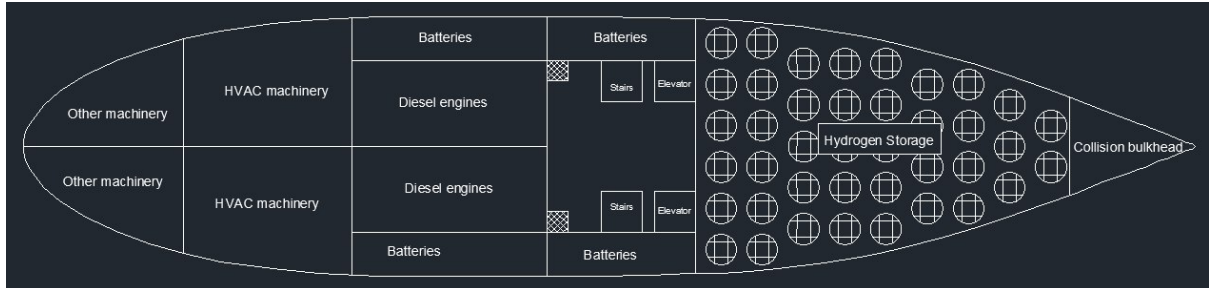 Batteries
Batteries
Stairs
Elevator
HVAC machinery
Diesel engines
Other machinery
Hydrogen Storage
Collision bulkhead
Other machinery
Diesel engines
HVAC machinery
Stairs
Elevator
Batteries
Batteries